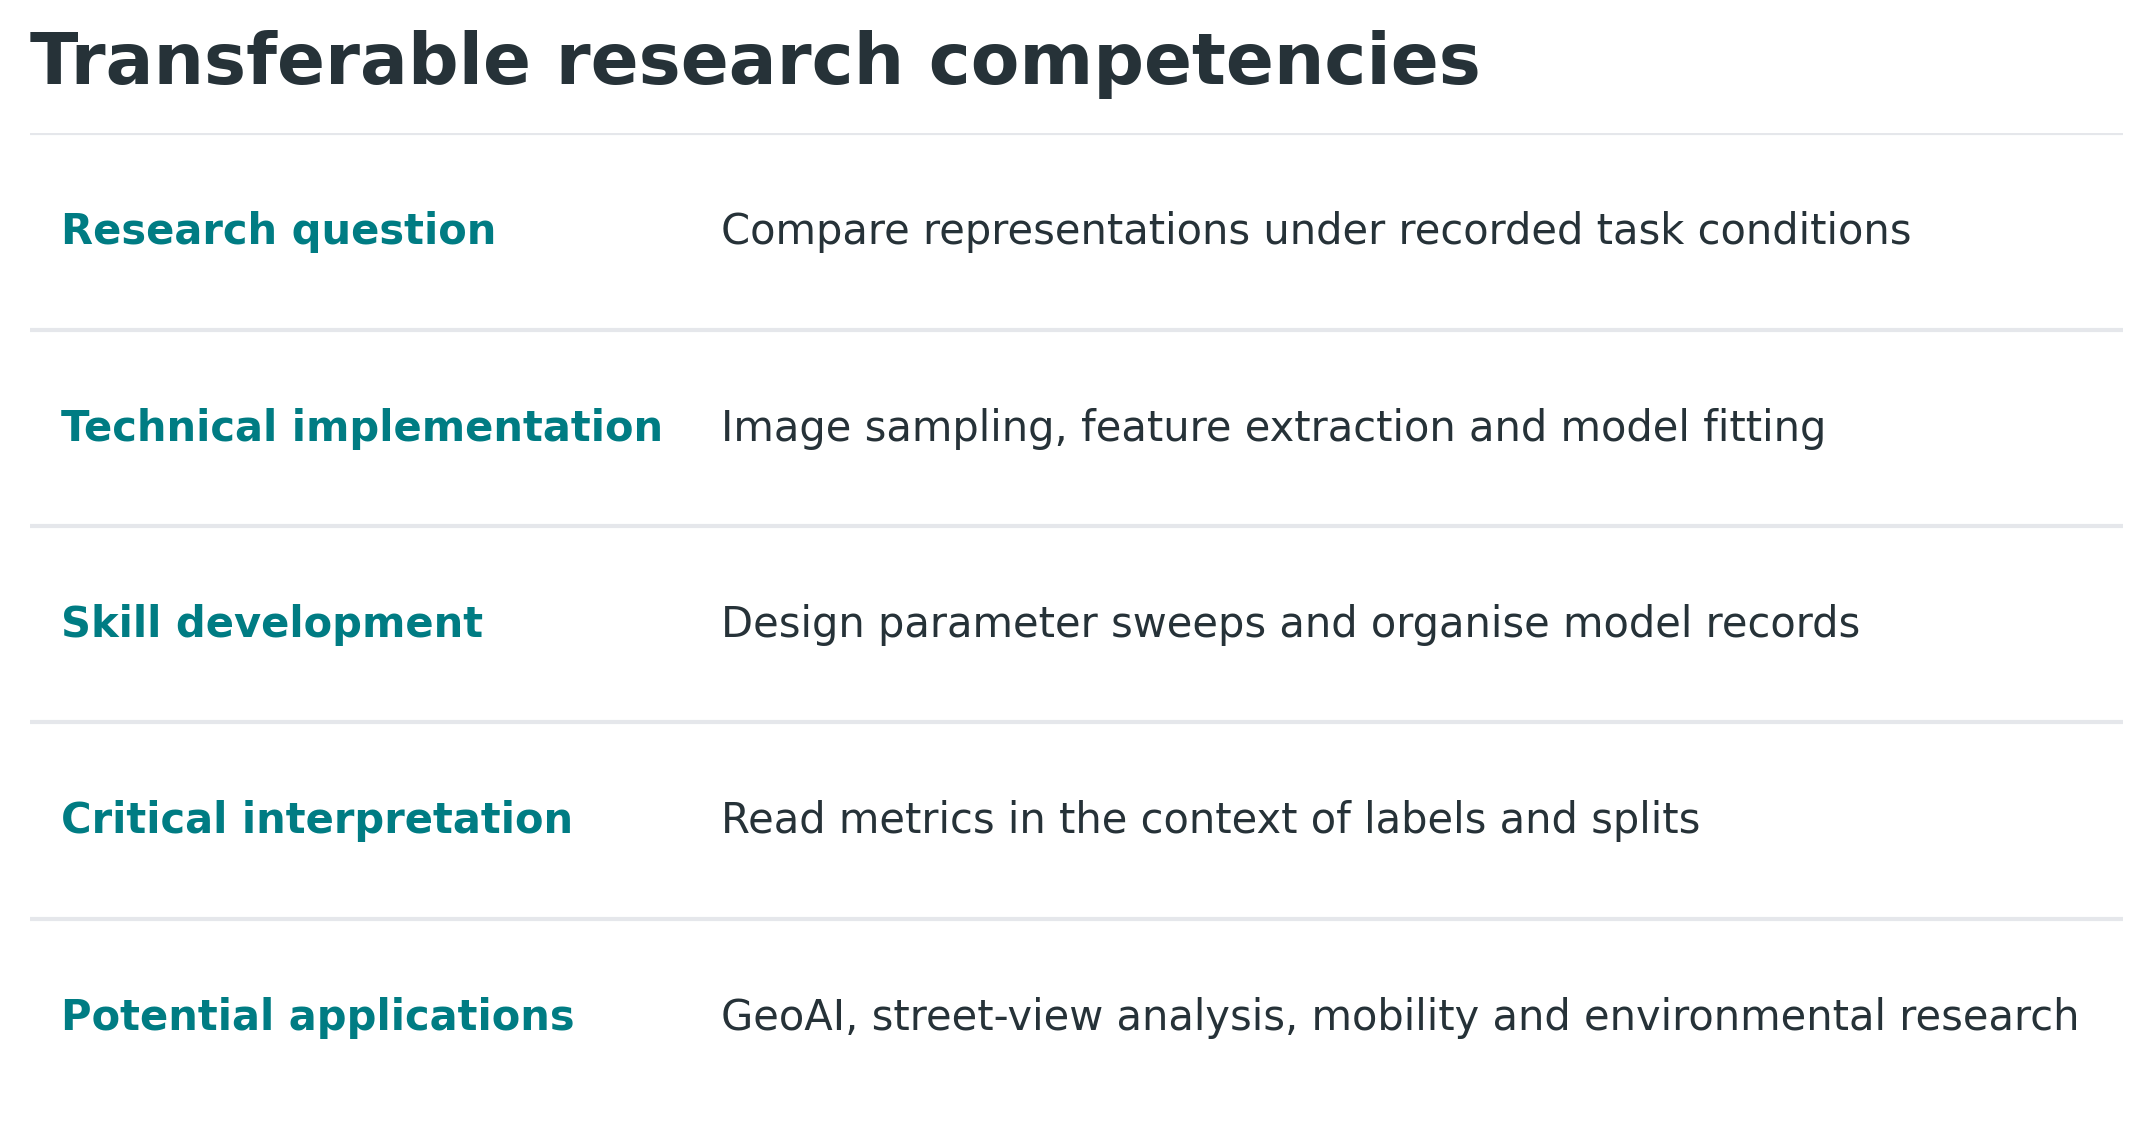 Transferable research competencies
Research question Compare representations under recorded task conditions
Technical implementation Image sampling, feature extraction and model fitting
Skill development Design parameter sweeps and organise model records
Critical interpretation Read metrics in the context of labels and splits
Potential applications GeoAI, street-view analysis, mobility and environmental research